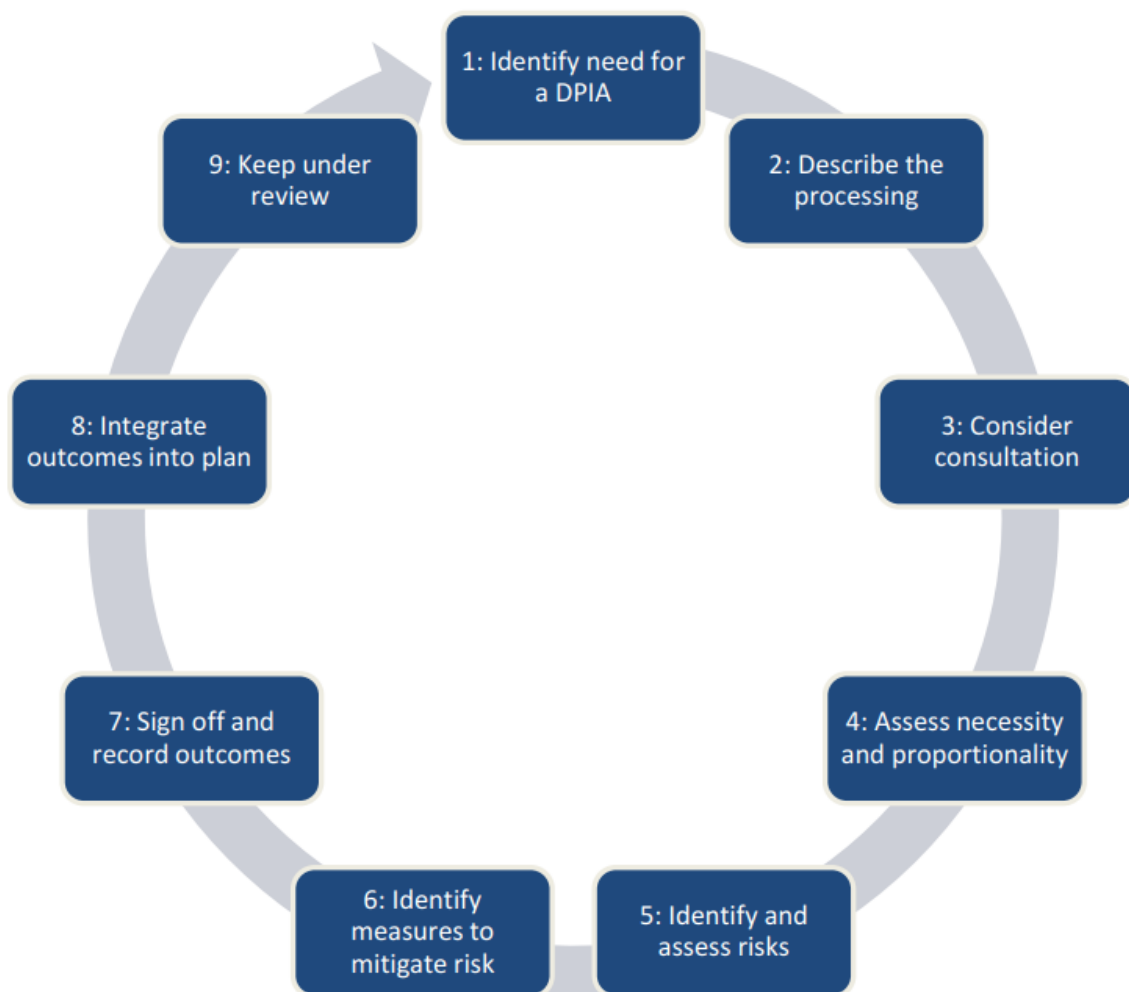 1: Identify need for
a DPIA
2: Describe the
processing
3: Consider
consultation
4: Assess necessity
and proportionality
5: Identify and
assess risks
6: Identify
measures to
mitigate risk
7: Sign off and
record outcomes
8: Integrate
outcomes into plan
9: Keep under
review